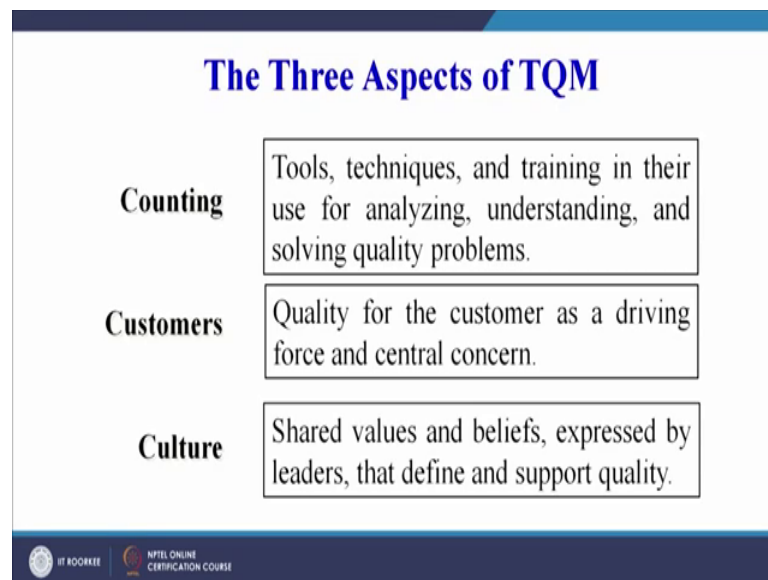 The Three Aspects of TQM
Counting
Tools, techniques, and training in their
use for analyzing, understanding, and
solving quality problems.
Customers
Quality for the customer as a driving
force and central concern.
Culture
Shared values and beliefs, expressed by
leaders, that define and support quality.
IIT ROORKEE
NPTEL ONLINE
CERTIFICATION COURSE